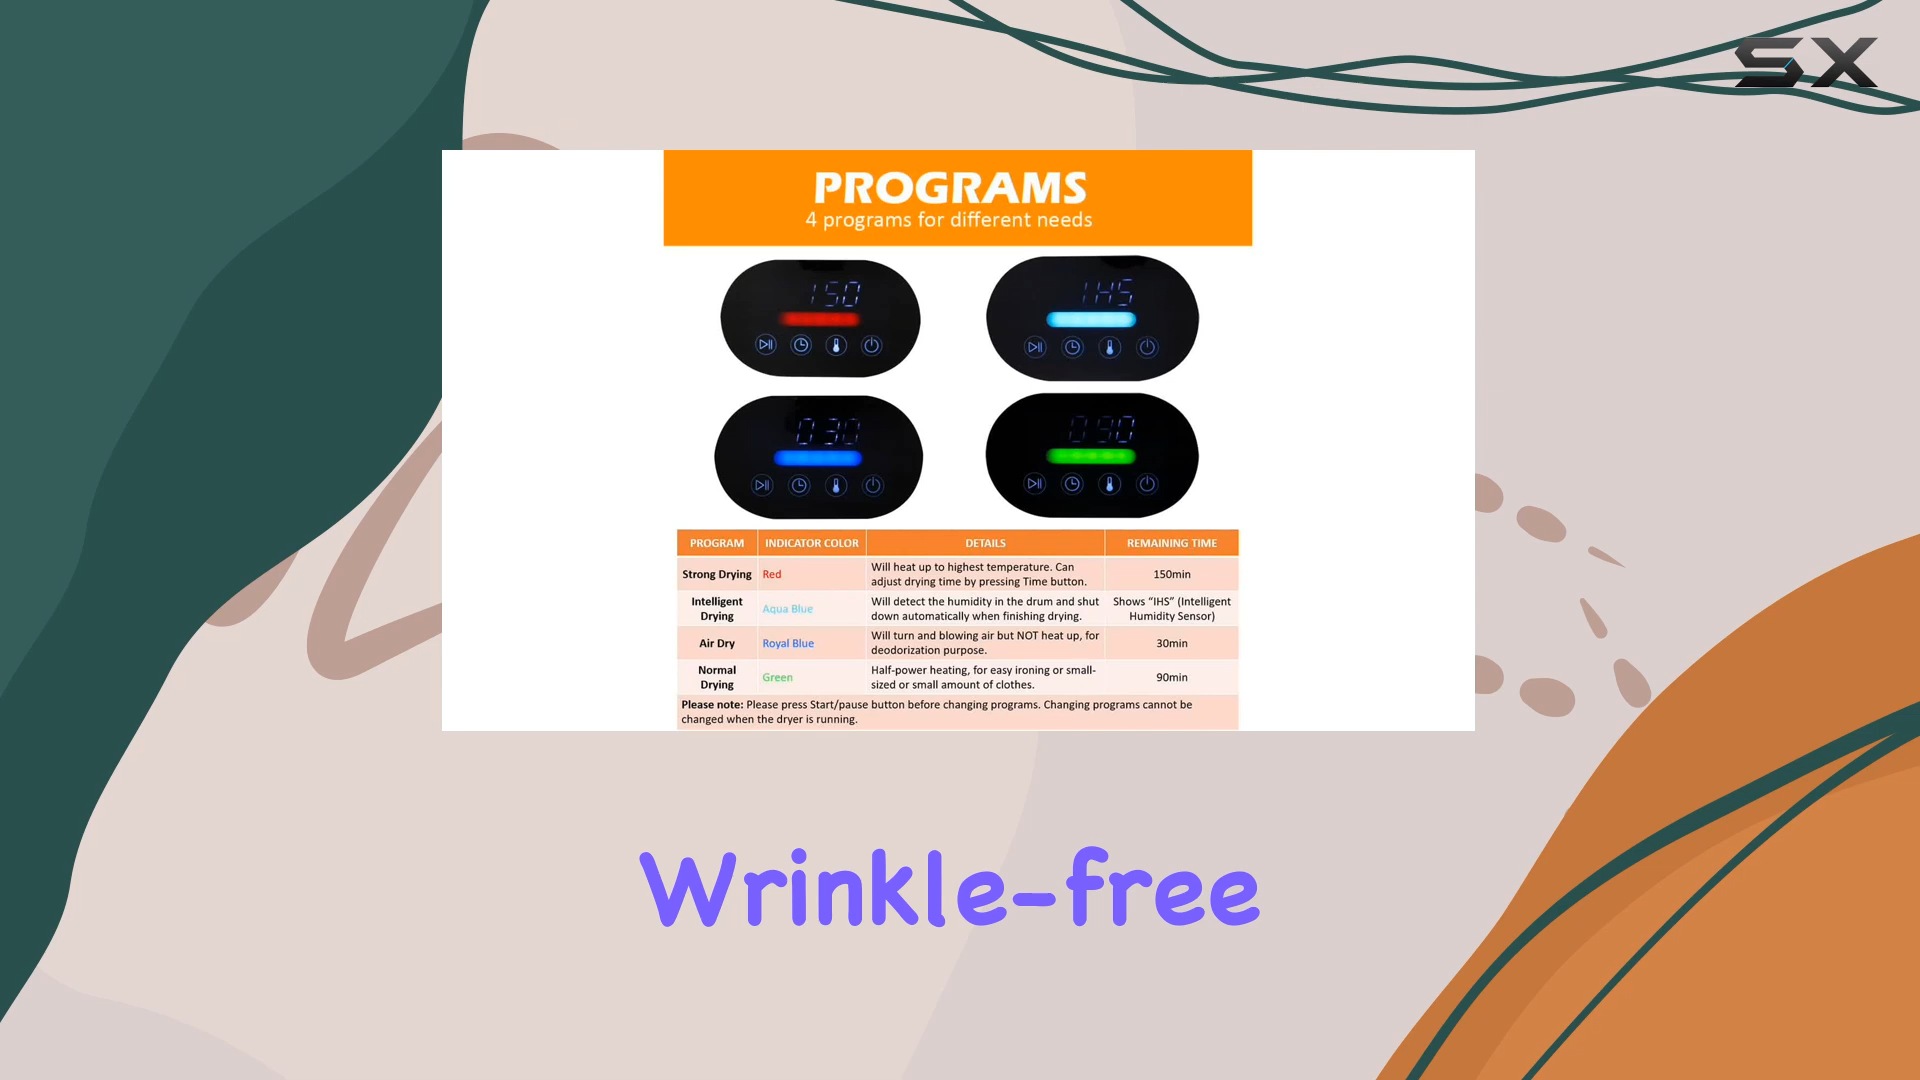 SX
PROGRAMS
4 programs for different needs
150
IHS
030
090
PROGRAM INDICATOR COLOR DETAILS REMAINING TIME
Strong Drying Red Will heat up to highest temperature. Can adjust drying time by pressing Time button. 150min
Intelligent Drying Aqua Blue Will detect the humidity in the drum and shut down automatically when finishing drying. Shows “IHS” (Intelligent Humidity Sensor)
Air Dry Royal Blue Will turn and blowing air but NOT heat up, for deodorization purpose. 30min
Normal Drying Green Half-power heating, for easy ironing or small-sized or small amount of clothes. 90min
Please note: Please press Start/pause button before changing programs. Changing programs cannot be
changed when the dryer is running.
Wrinkle-free